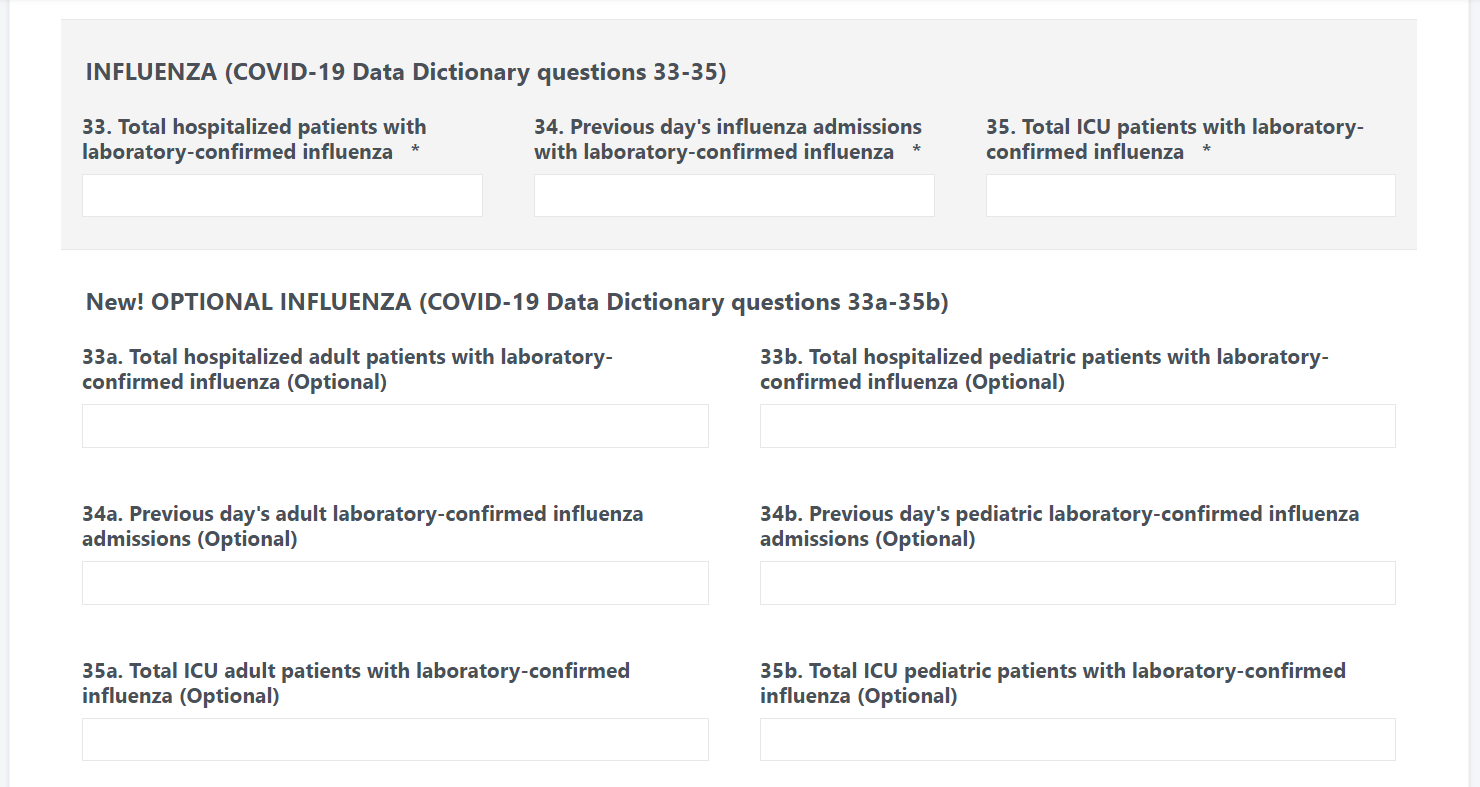 INFLUENZA (COVID-19 Data Dictionary questions 33-35)
33. Total hospitalized patients with
laboratory-confirmed influenza *
34. Previous day's influenza admissions
with laboratory-confirmed influenza *
35. Total ICU patients with laboratory-
confirmed influenza *
New! OPTIONAL INFLUENZA (COVID-19 Data Dictionary questions 33a-35b)
33a. Total hospitalized adult patients with laboratory-
confirmed influenza (Optional)
33b. Total hospitalized pediatric patients with laboratory-
confirmed influenza (Optional)
34a. Previous day's adult laboratory-confirmed influenza
admissions (Optional)
34b. Previous day's pediatric laboratory-confirmed influenza
admissions (Optional)
35a. Total ICU adult patients with laboratory-confirmed
influenza (Optional)
35b. Total ICU pediatric patients with laboratory-confirmed
influenza (Optional)